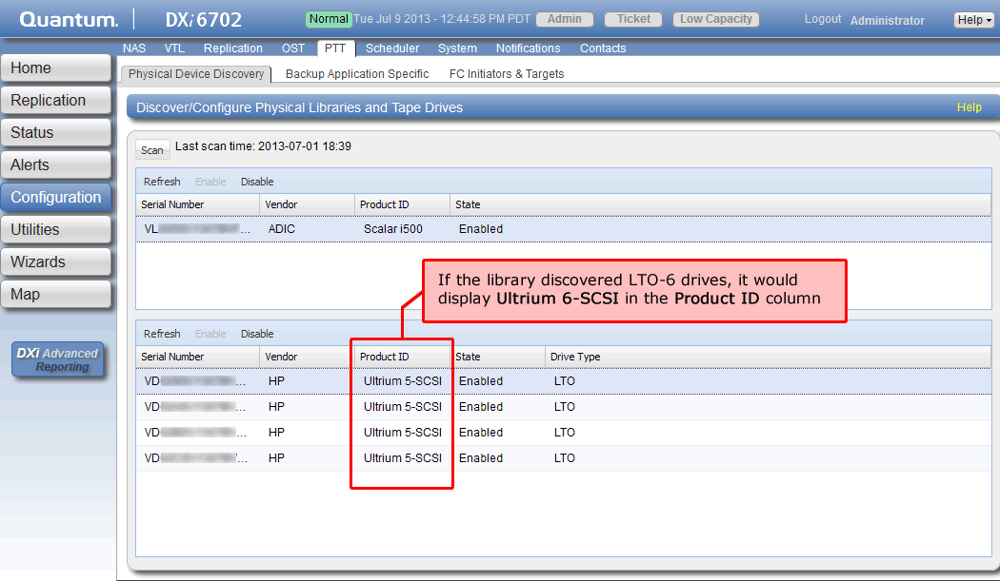 Quantum. DXi 6702 Normal Tue Jul 9 2013 - 12:44:58 PM PDT Admin Ticket Low Capacity Logout Administrator Help
NAS VTL Replication OST PTT Scheduler System Notifications Contacts
Physical Device Discovery Backup Application Specific FC Initiators & Targets
Home
Replication
Status
Alerts
Configuration
Utilities
Wizards
Map
DXi Advanced
Reporting
Discover/Configure Physical Libraries and Tape Drives Help
Scan Last scan time: 2013-07-01 18:39
Refresh Enable Disable
Serial Number Vendor Product ID State
VL ... ADIC Scalar i500 Enabled
If the library discovered LTO-6 drives, it would
display Ultrium 6-SCSI in the Product ID column
Refresh Enable Disable
Serial Number Vendor Product ID State Drive Type
VD ... HP Ultrium 5-SCSI Enabled LTO
VD ... HP Ultrium 5-SCSI Enabled LTO
VD ... HP Ultrium 5-SCSI Enabled LTO
VD ... HP Ultrium 5-SCSI Enabled LTO